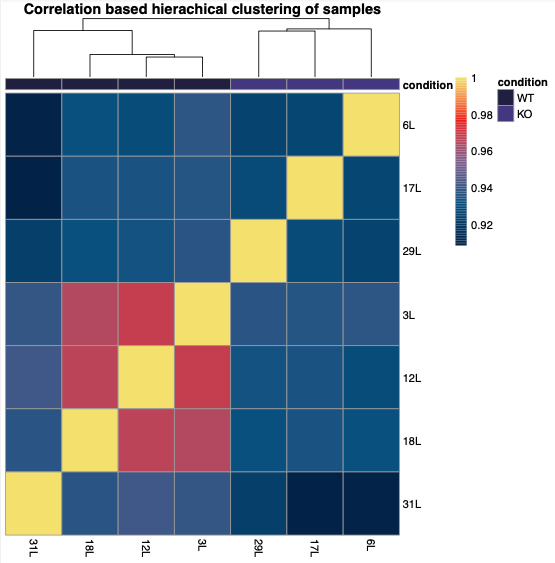 Correlation based hierachical clustering of samples
condition
1
0.98
0.96
0.94
0.92
condition
WT
KO
6L
17L
29L
3L
12L
18L
31L
31L 18L 12L 3L 29L 17L 6L